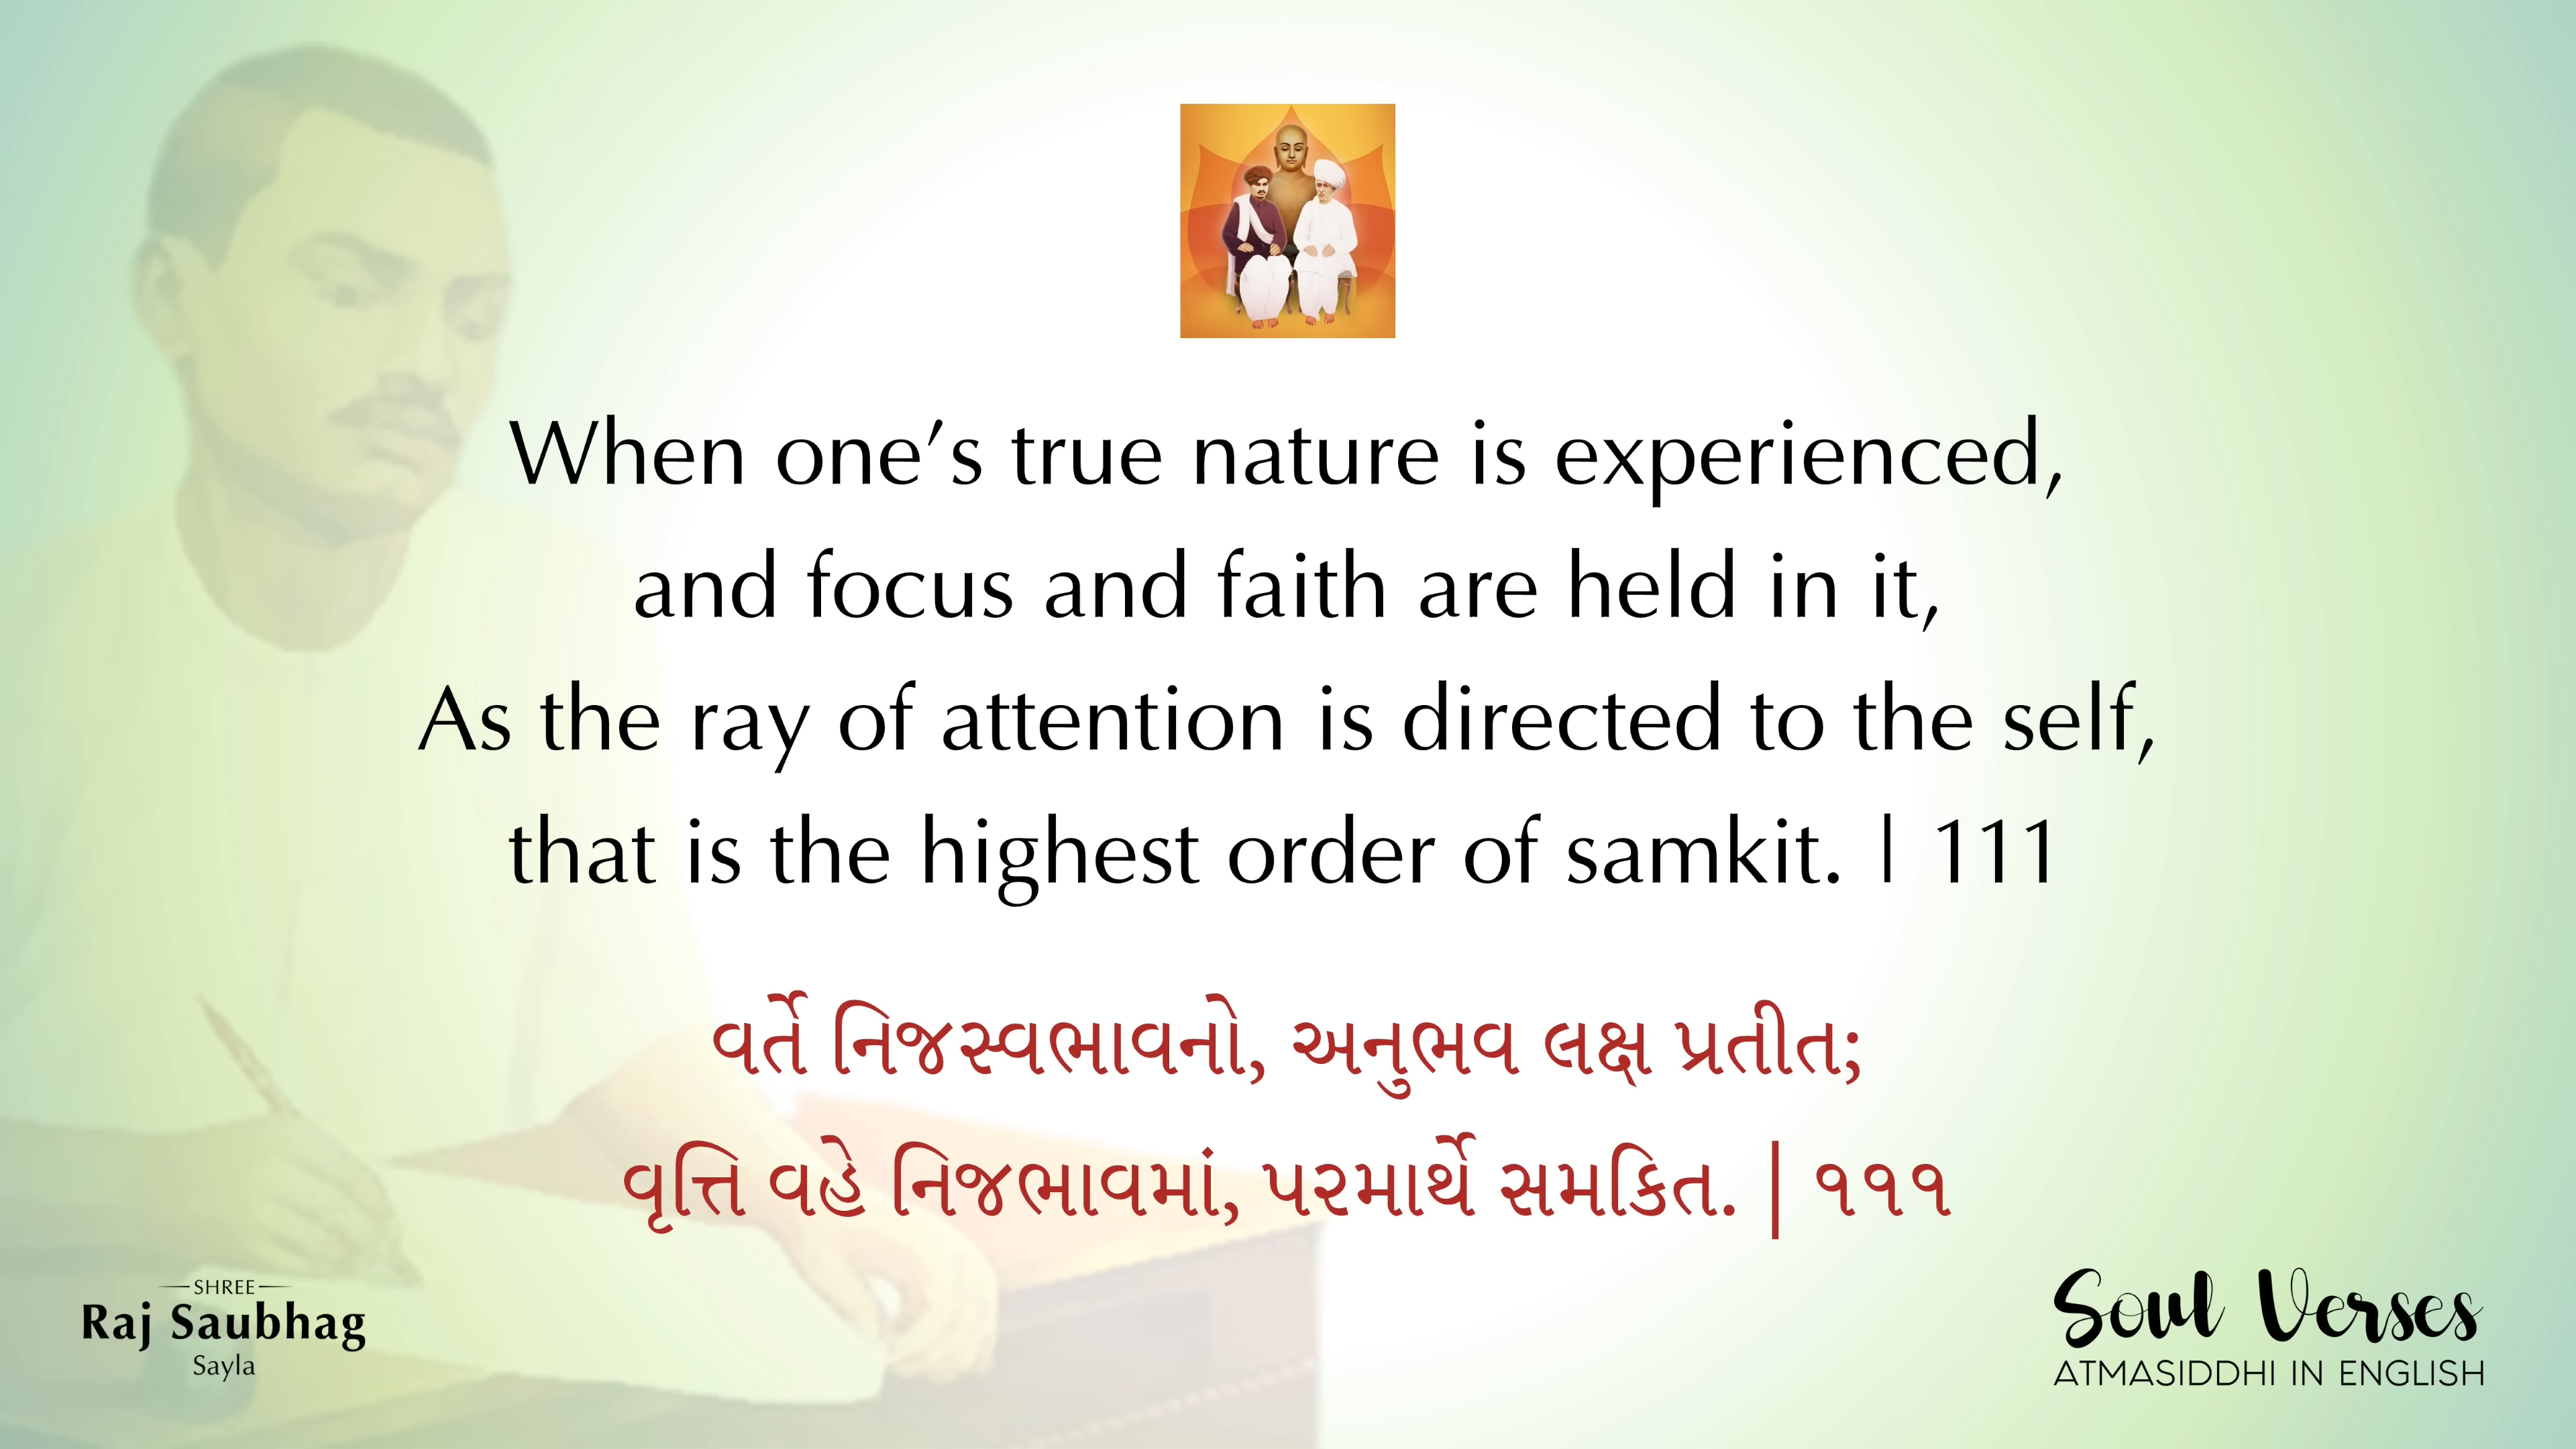 When one’s true nature is experienced,
and focus and faith are held in it,
As the ray of attention is directed to the self,
that is the highest order of samkit. | 111
વર્તે નિજસ્વભાવનો, અનુભવ લક્ષ પ્રતીત;
વૃત્તિ વહે નિજભાવમાં, પરમાર્થે સમકિત. | ૧૧૧
SHREE
Raj Saubhag
Sayla
Soul Verses
ATMASIDDHI IN ENGLISH